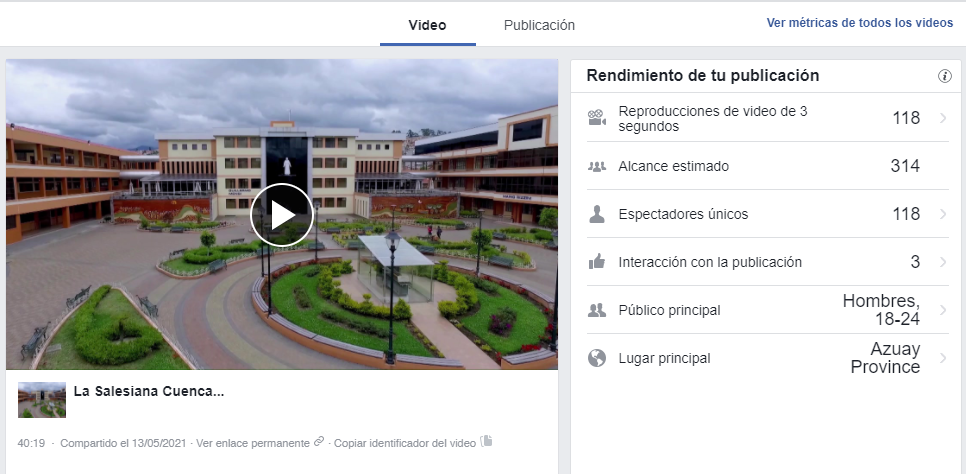 Video
Publicación
Ver métricas de todos los videos
Rendimiento de tu publicación
Reproducciones de video de 3
segundos
118
Alcance estimado
314
Espectadores únicos
118
Interacción con la publicación
3
Público principal
Hombres,
18-24
Lugar principal
Azuay
Province
La Salesiana Cuenca...
40:19 · Compartido el 13/05/2021 · Ver enlace permanente · Copiar identificador del video